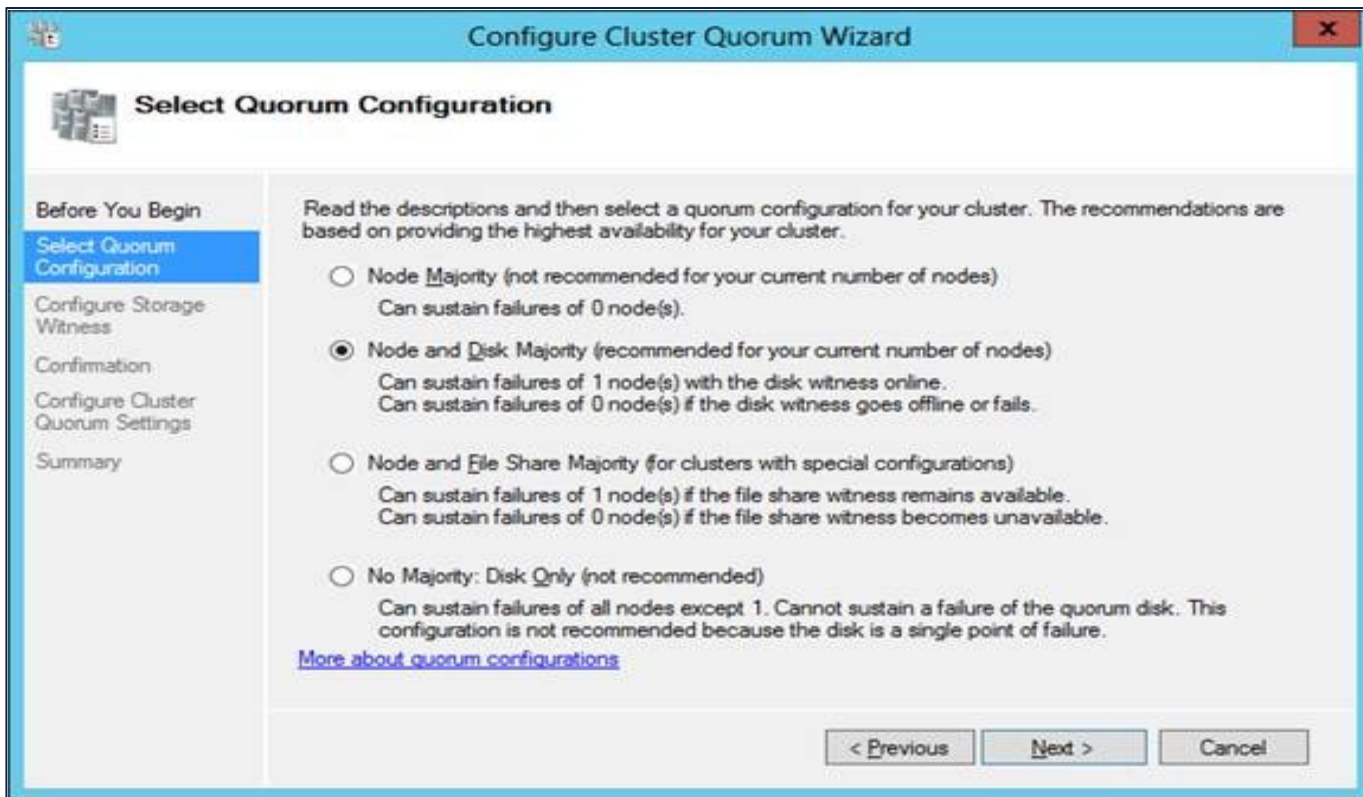 Configure Cluster Quorum Wizard
x
Select Quorum Configuration
Before You Begin
Select Quorum
Configuration
Configure Storage
Witness
Confirmation
Configure Cluster
Quorum Settings
Summary
Read the descriptions and then select a quorum configuration for your cluster. The recommendations are
based on providing the highest availability for your cluster.
Node Majority (not recommended for your current number of nodes)
Can sustain failures of 0 node(s).
Node and Disk Majority (recommended for your current number of nodes)
Can sustain failures of 1 node(s) with the disk witness online.
Can sustain failures of 0 node(s) if the disk witness goes offline or fails.
Node and File Share Majority (for clusters with special configurations)
Can sustain failures of 1 node(s) if the file share witness remains available.
Can sustain failures of 0 node(s) if the file share witness becomes unavailable.
No Majority: Disk Only (not recommended)
Can sustain failures of all nodes except 1. Cannot sustain a failure of the quorum disk. This
configuration is not recommended because the disk is a single point of failure.
More about quorum configurations
< Previous
Next >
Cancel